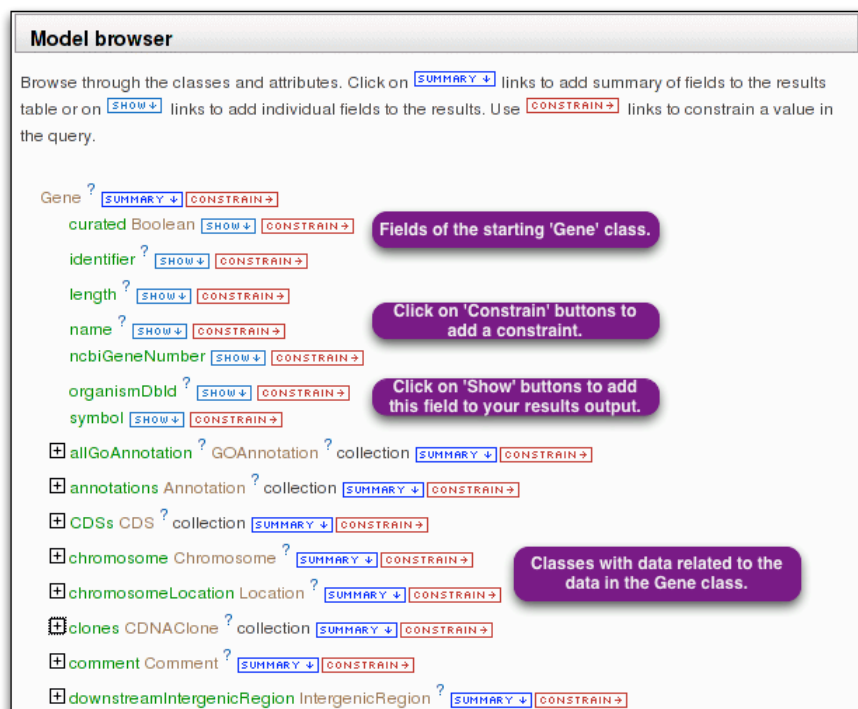 Model browser
Browse through the classes and attributes. Click on SUMMARY ↓ links to add summary of fields to the results
table or on SHOW ↓ links to add individual fields to the results. Use CONSTRAIN → links to constrain a value in
the query.
Gene ? SUMMARY ↓ CONSTRAIN →
curated Boolean SHOW ↓ CONSTRAIN →
Fields of the starting 'Gene' class.
identifier ? SHOW ↓ CONSTRAIN →
length ? SHOW ↓ CONSTRAIN →
Click on 'Constrain' buttons to
add a constraint.
name ? SHOW ↓ CONSTRAIN →
ncbiGeneNumber SHOW ↓ CONSTRAIN →
organismDbId ? SHOW ↓ CONSTRAIN →
Click on 'Show' buttons to add
this field to your results output.
symbol SHOW ↓ CONSTRAIN →
allGoAnnotation ? GOAnnotation ? collection SUMMARY ↓ CONSTRAIN →
annotations Annotation ? collection SUMMARY ↓ CONSTRAIN →
CDSs CDS ? collection SUMMARY ↓ CONSTRAIN →
chromosome Chromosome ? SUMMARY ↓ CONSTRAIN →
Classes with data related to the
data in the Gene class.
chromosomeLocation Location ? SUMMARY ↓ CONSTRAIN →
clones CDNAClone ? collection SUMMARY ↓ CONSTRAIN →
comment Comment ? SUMMARY ↓ CONSTRAIN →
downstreamIntergenicRegion IntergenicRegion ? SUMMARY ↓ CONSTRAIN →